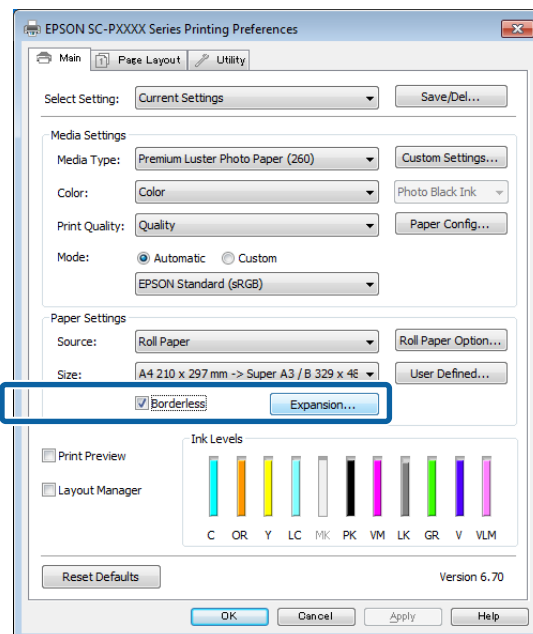 EPSON SC-PXXXX Series Printing Preferences
Main Page Layout Utility
Select Setting: Current Settings Save/Del...
Media Settings
Media Type: Premium Luster Photo Paper (260) Custom Settings...
Color: Color Photo Black Ink
Print Quality: Quality Paper Config...
Mode: Automatic Custom
EPSON Standard (sRGB)
Paper Settings
Source: Roll Paper Roll Paper Option...
Size: A4 210 x 297 mm -> Super A3 / B 329 x 48 User Defined...
Borderless Expansion...
Ink Levels
Print Preview
Layout Manager
C OR Y LC MK PK VM LK GR V VLM
Reset Defaults Version 6.70
OK Cancel Apply Help